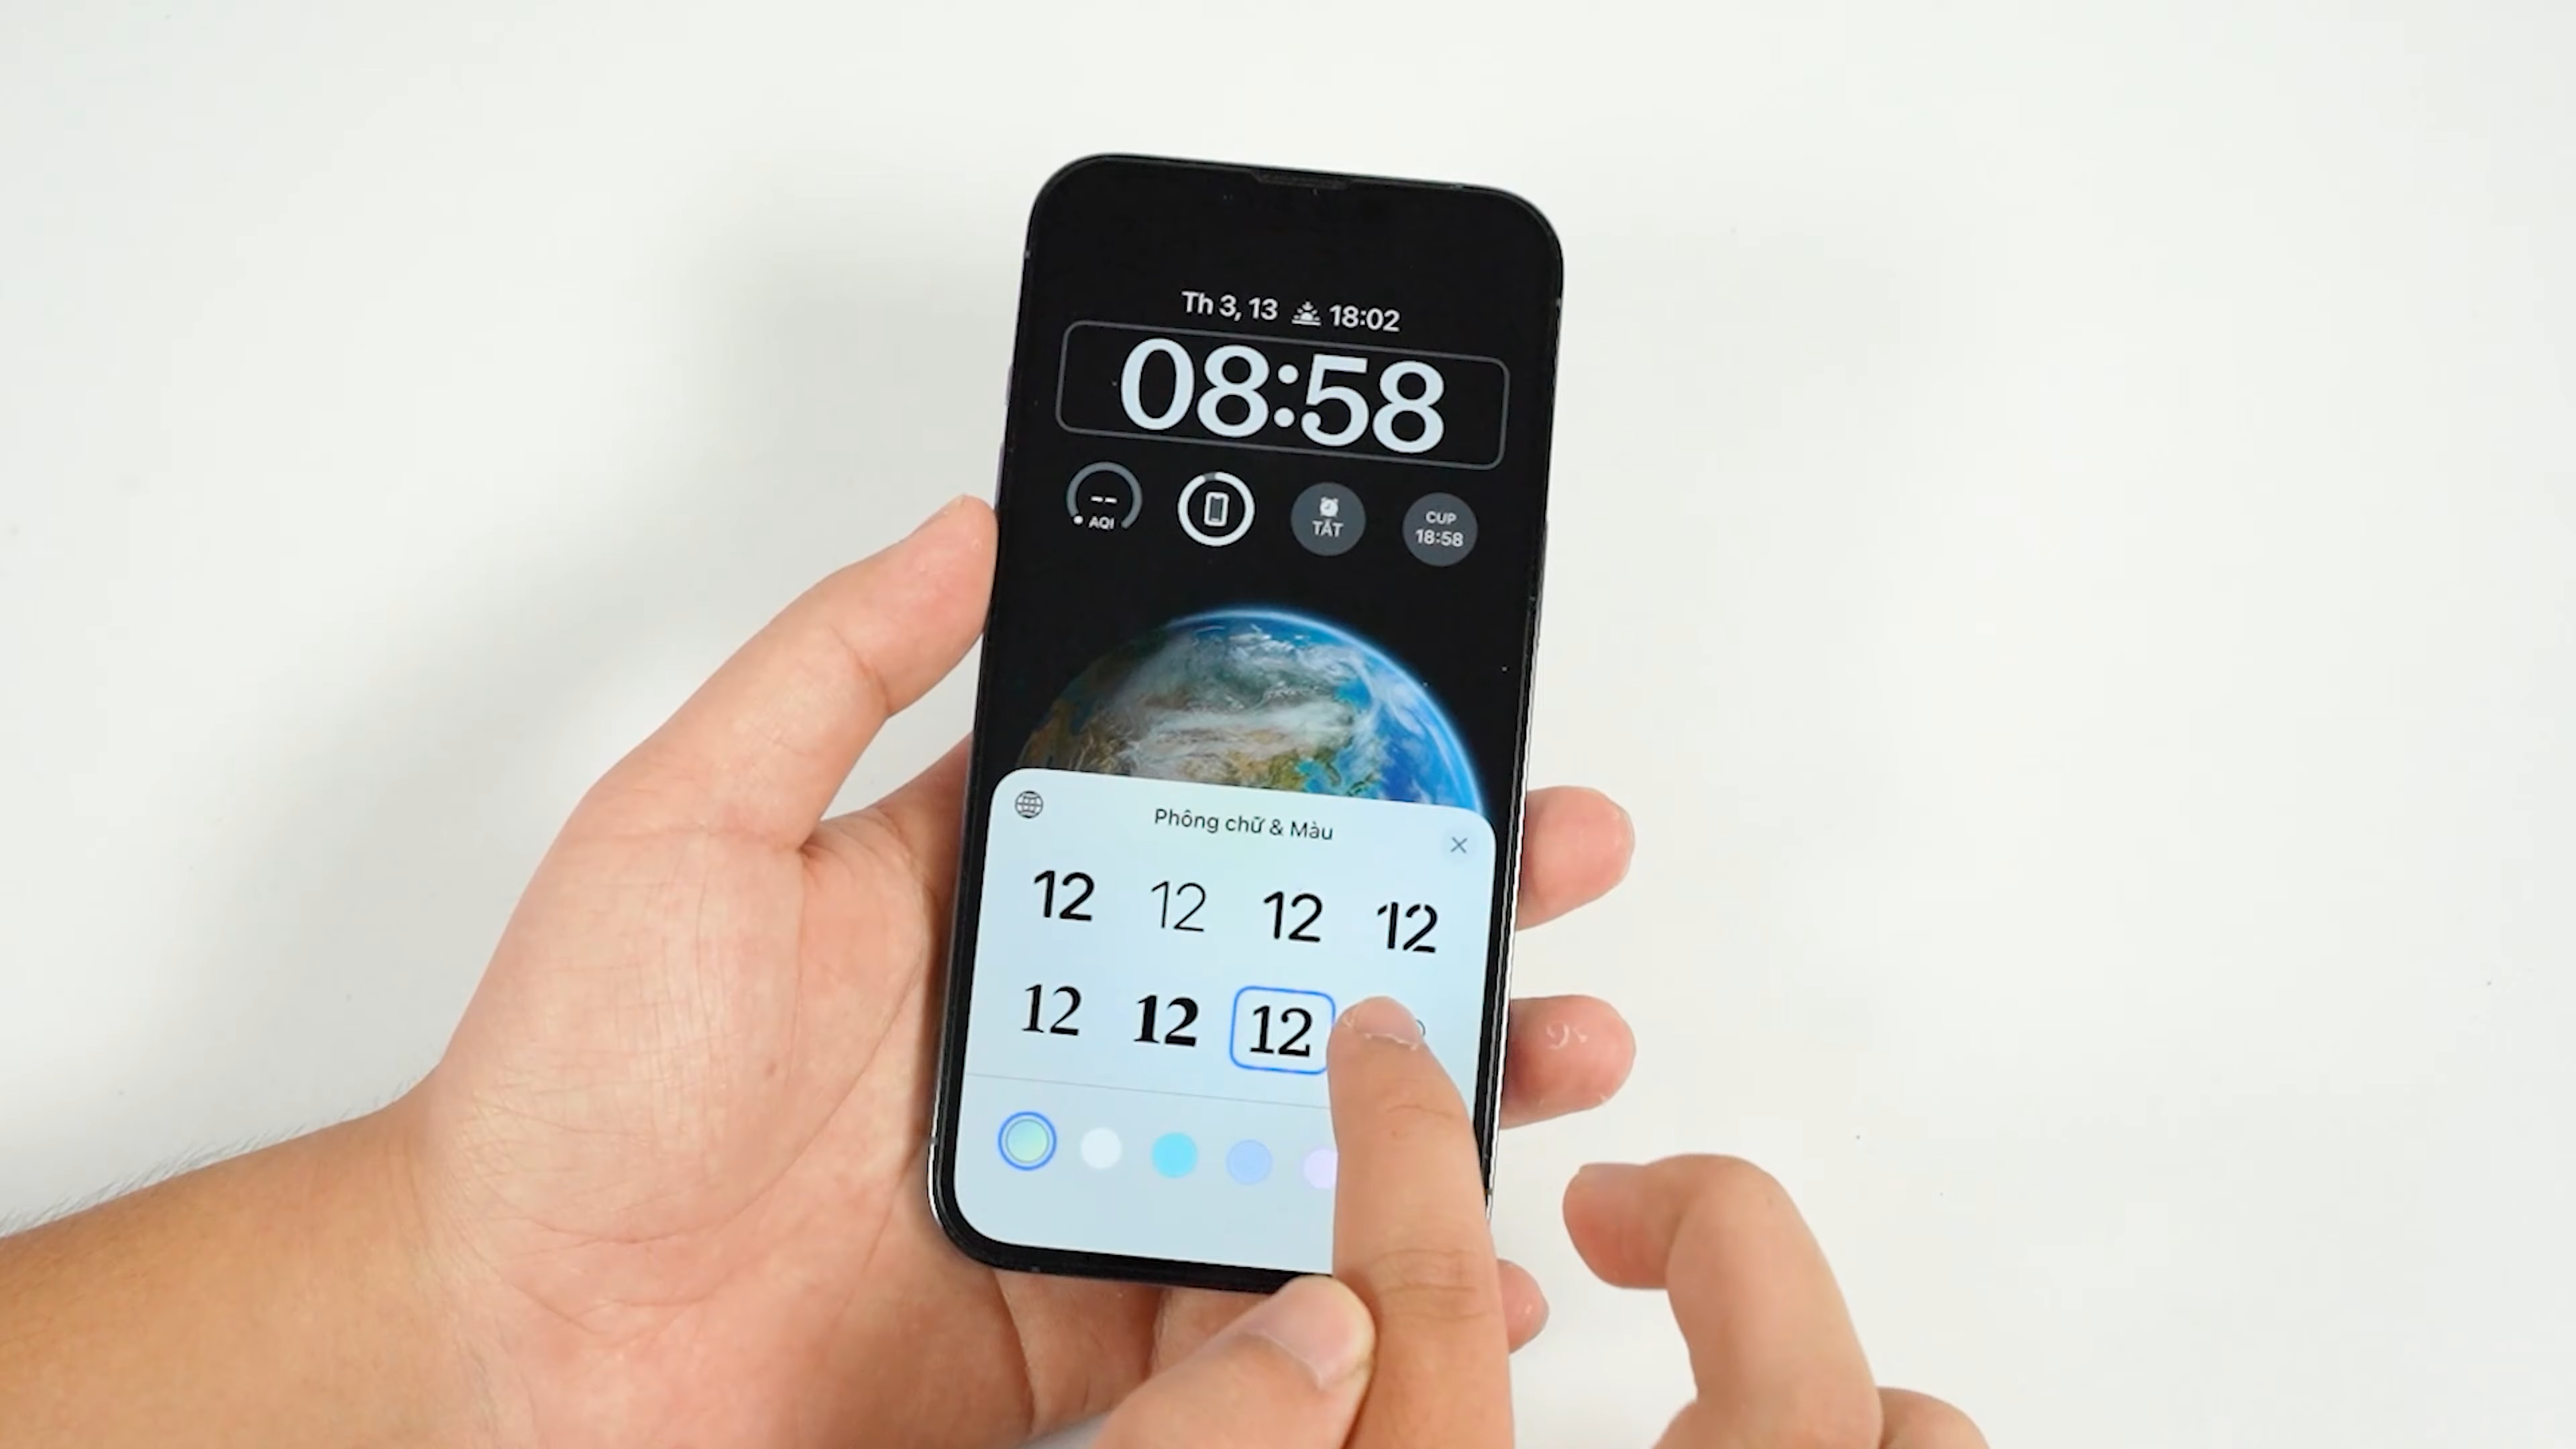 Th 3, 13 18:02
08:58
-- AQI
TẮT
CUP
18:58
Phông chữ & Màu
12 12 12 12
12 12 12